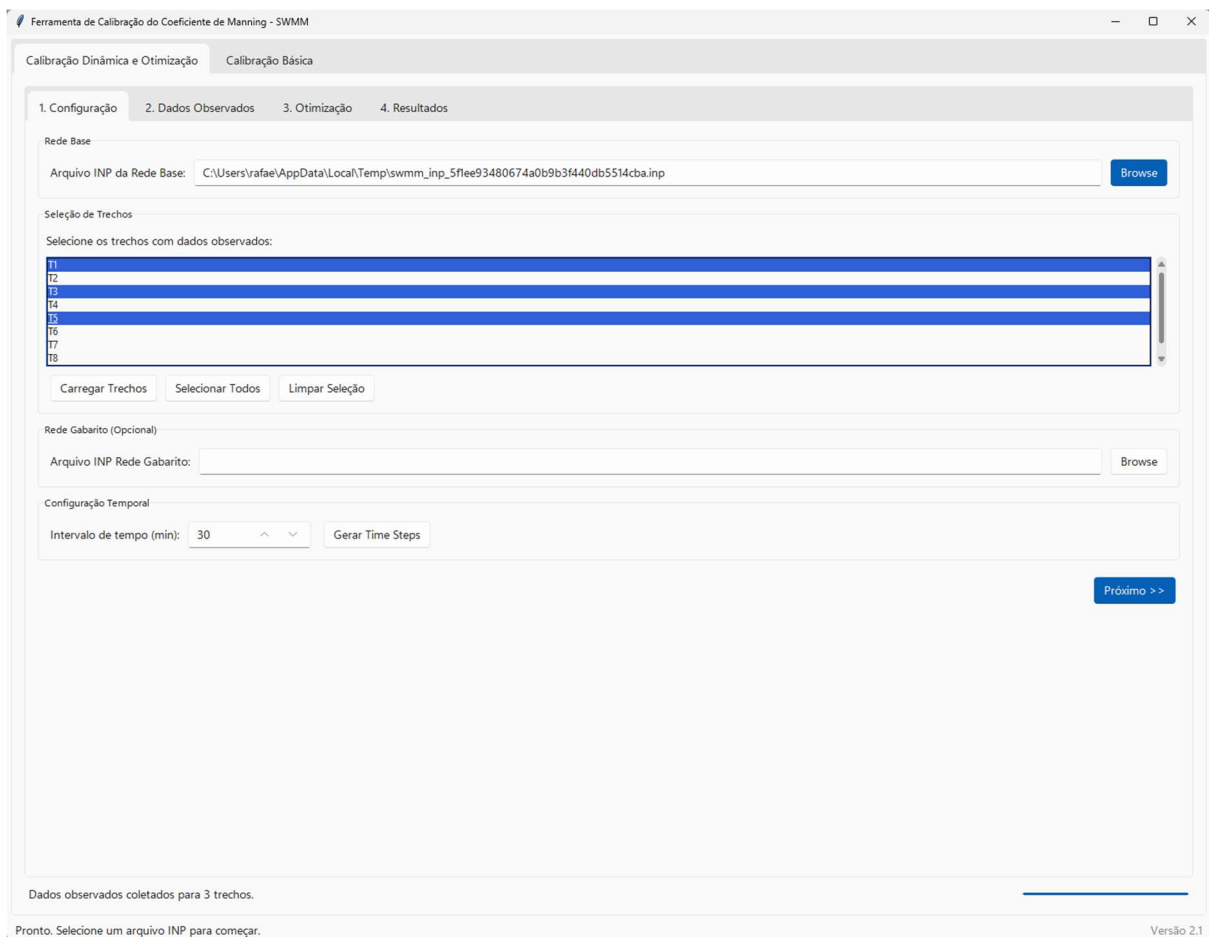 Ferramenta de Calibração do Coeficiente de Manning - SWMM
Calibração Dinâmica e Otimização Calibração Básica
1. Configuração 2. Dados Observados 3. Otimização 4. Resultados
Rede Base
Arquivo INP da Rede Base: C:\Users\rafae\AppData\Local\Temp\swmm_inp_5f1ee93480674a0b9b3f440db5514cba.inp Browse
Seleção de Trechos
Selecione os trechos com dados observados:
T1
T2
T3
T4
T5
T6
T7
T8
Carregar Trechos Selecionar Todos Limpar Seleção
Rede Gabarito (Opcional)
Arquivo INP Rede Gabarito: Browse
Configuração Temporal
Intervalo de tempo (min): 30 Gerar Time Steps
Próximo >>
Dados observados coletados para 3 trechos.
Pronto. Selecione um arquivo INP para começar. Versão 2.1